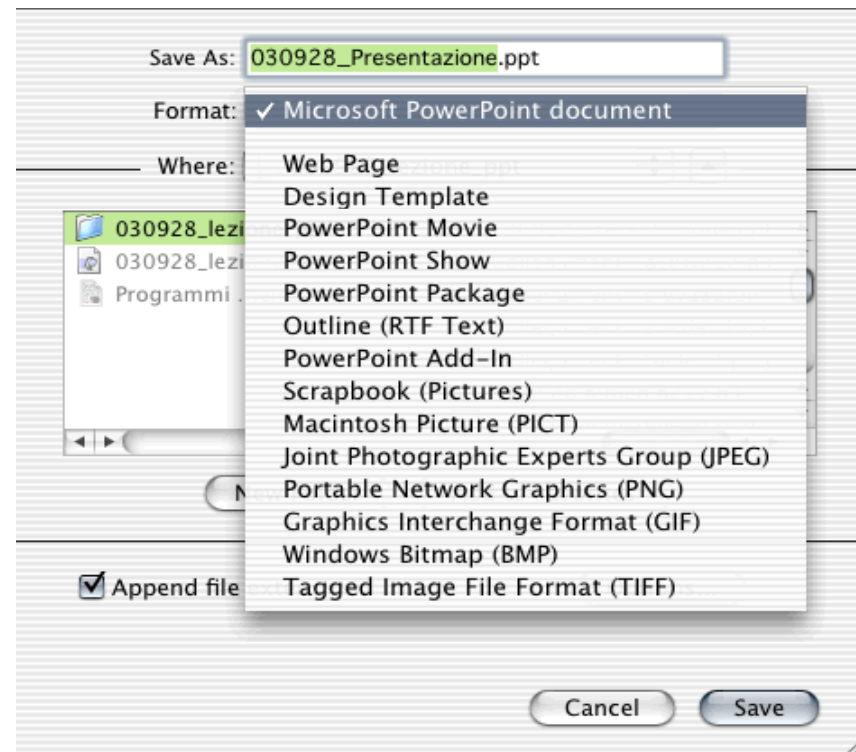 Save As: 030928_Presentazione.ppt
Format: ✓ Microsoft PowerPoint document
Where:
Web Page
Design Template
PowerPoint Movie
PowerPoint Show
PowerPoint Package
Outline (RTF Text)
PowerPoint Add-In
Scrapbook (Pictures)
Macintosh Picture (PICT)
Joint Photographic Experts Group (JPEG)
Portable Network Graphics (PNG)
Graphics Interchange Format (GIF)
Windows Bitmap (BMP)
Tagged Image File Format (TIFF)
030928_lezi
030928_lezi
Programmi
Append file
Cancel Save